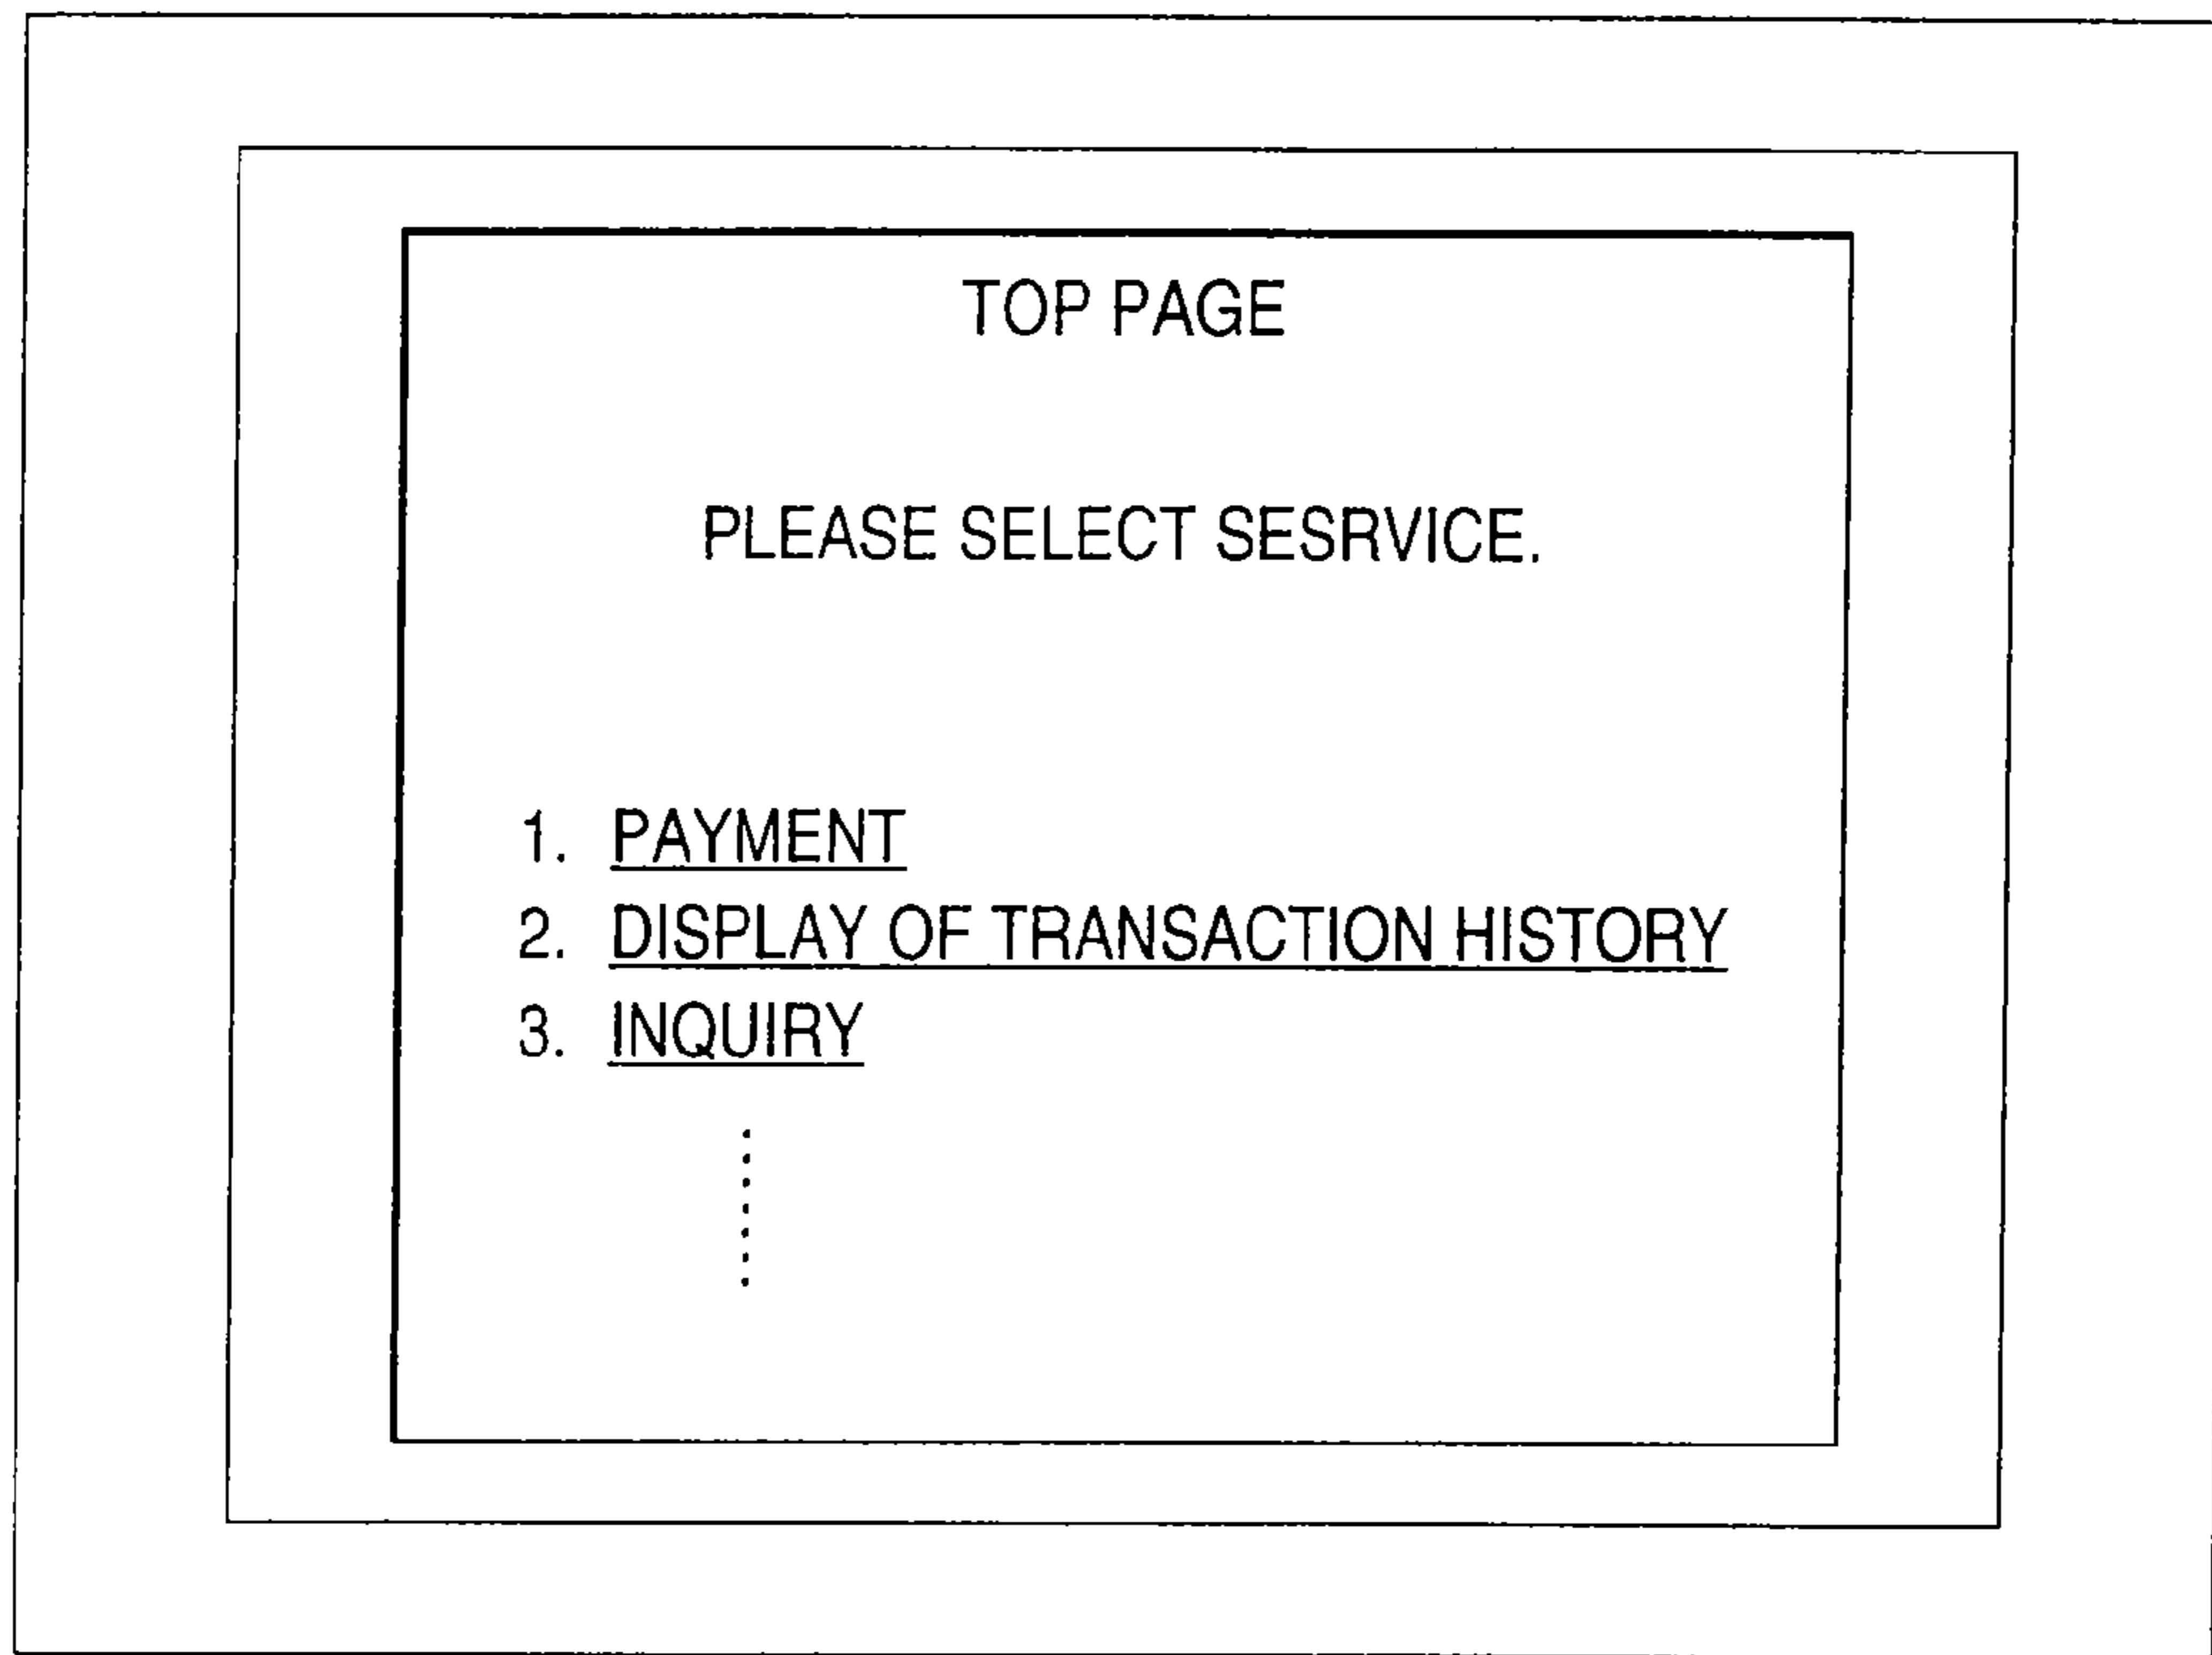 TOP PAGE
PLEASE SELECT SESRVICE.
1. PAYMENT
2. DISPLAY OF TRANSACTION HISTORY
3. INQUIRY